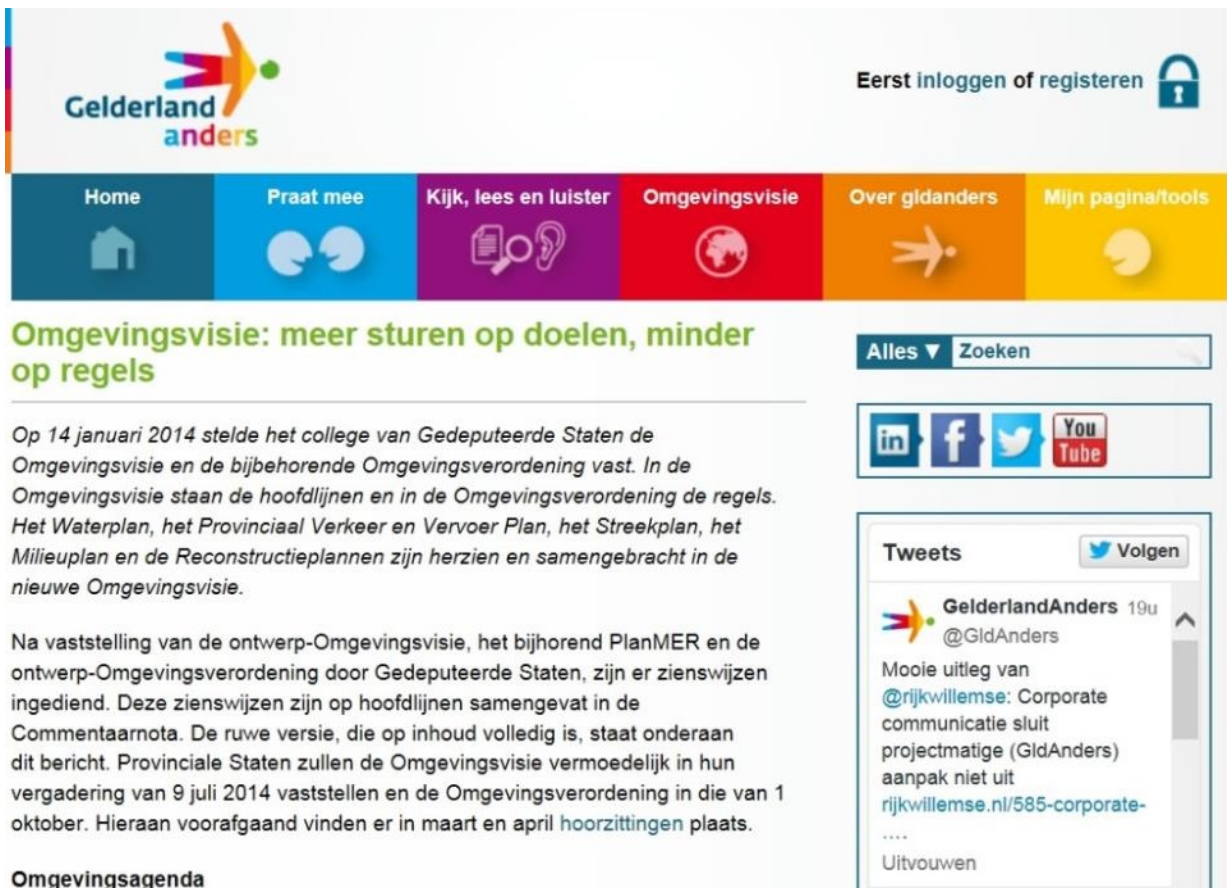 Gelderland
anders
Eerst inloggen of registeren
Home
Praat mee
Kijk, lees en luister
Omgevingsvisie
Over gldanders
Mijn pagina/tools
Omgevingsvisie: meer sturen op doelen, minder
op regels
Op 14 januari 2014 stelde het college van Gedeputeerde Staten de
Omgevingsvisie en de bijbehorende Omgevingsverordening vast. In de
Omgevingsvisie staan de hoofdlijnen en in de Omgevingsverordening de regels.
Het Waterplan, het Provinciaal Verkeer en Vervoer Plan, het Streekplan, het
Milieuplan en de Reconstructieplannen zijn herzien en samengebracht in de
nieuwe Omgevingsvisie.
Na vaststelling van de ontwerp-Omgevingsvisie, het bijhorend PlanMER en de
ontwerp-Omgevingsverordening door Gedeputeerde Staten, zijn er zienswijzen
ingediend. Deze zienswijzen zijn op hoofdlijnen samengevat in de
Commentaarnota. De ruwe versie, die op inhoud volledig is, staat onderaan
dit bericht. Provinciale Staten zullen de Omgevingsvisie vermoedelijk in hun
vergadering van 9 juli 2014 vaststellen en de Omgevingsverordening in die van 1
oktober. Hieraan voorafgaand vinden er in maart en april hoorzittingen plaats.
Omgevingsagenda
Alles ▼ Zoeken
in f You
Tube
Tweets Volgen
GelderlandAnders 19u
@GldAnders
Mooie uitleg van
@rijkwillemse: Corporate
communicatie sluit
projectmatige (GldAnders)
aanpak niet uit
rijkwillemse.nl/585-corporate-
....
Uitvouwen